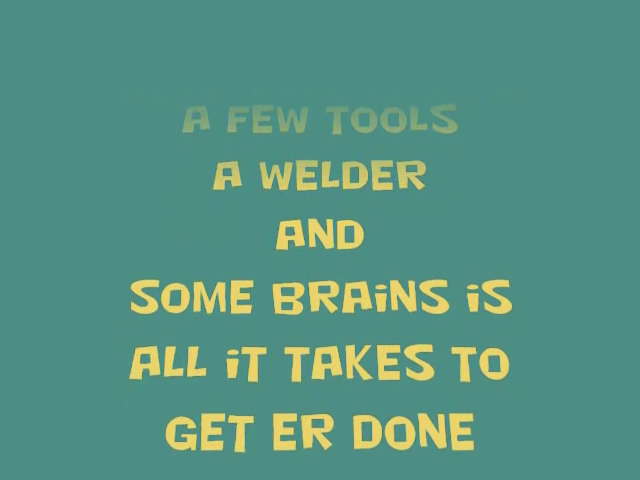 A FEW TOOLS
A WELDER
AND
SOME BRAiNS iS
ALL iT TAKES TO
GET ER DONE